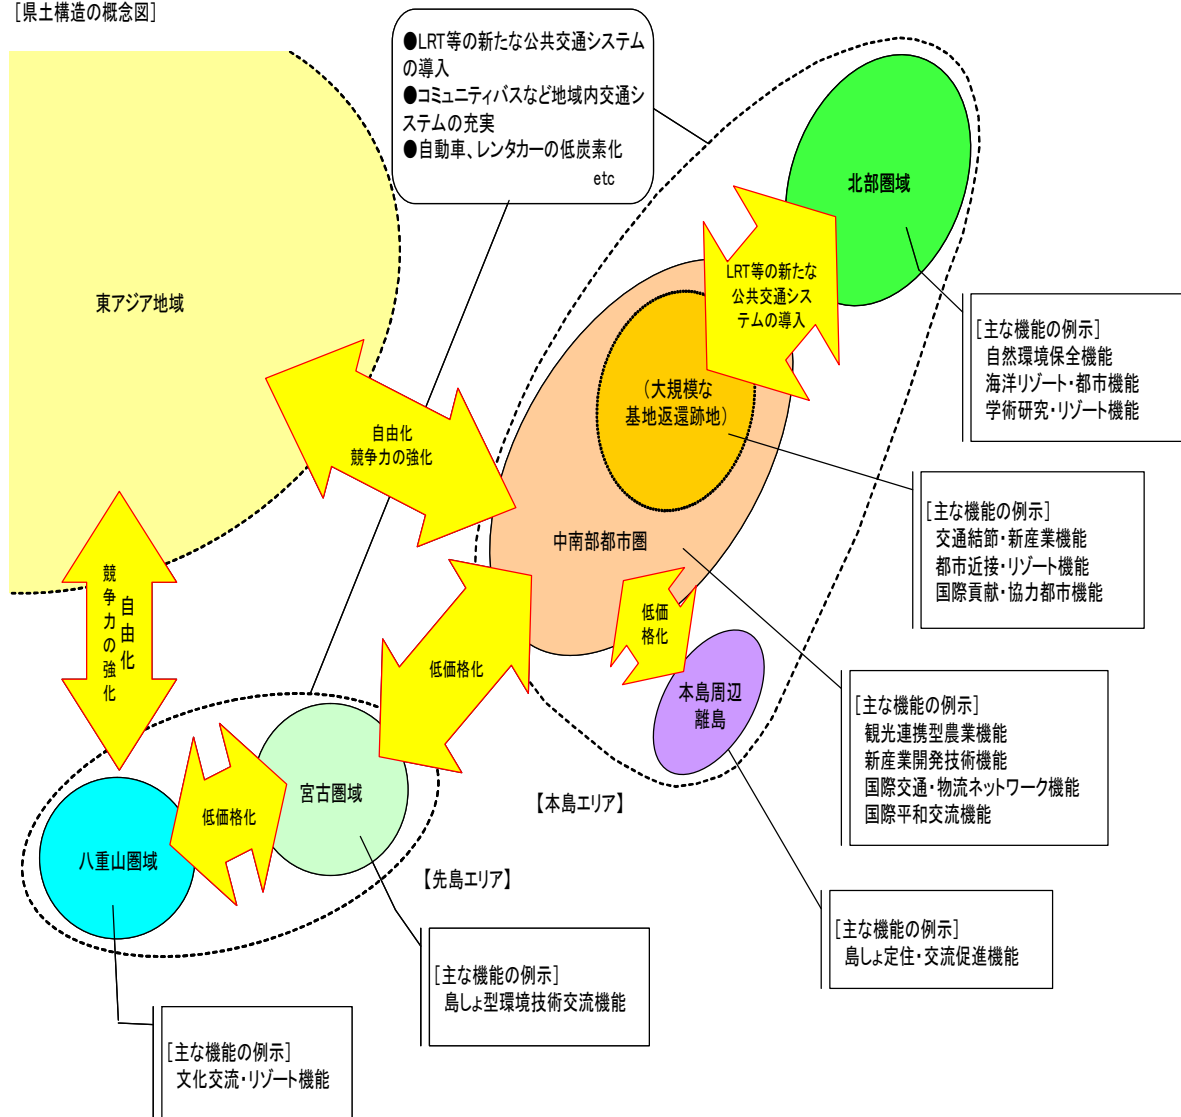 [県土構造の概念図]
●LRT等の新たな公共交通システム
の導入
●コミュニティバスなど地域内交通シ
ステムの充実
●自動車、レンタカーの低炭素化
etc
北部圏域
東アジア地域
LRT等の新たな
公共交通シス
テムの導入
[主な機能の例示]
自然環境保全機能
海洋リゾート・都市機能
学術研究・リゾート機能
(大規模な
基地返還跡地)
自由化
競争力の強化
[主な機能の例示]
交通結節・新産業機能
都市近接・リゾート機能
国際貢献・協力都市機能
中南部都市圏
自由化
競争力の強化
低価
格化
低価格化
本島周辺
離島
[主な機能の例示]
観光連携型農業機能
新産業開発技術機能
国際交通・物流ネットワーク機能
国際平和交流機能
宮古圏域
【本島エリア】
低価格化
八重山圏域
【先島エリア】
[主な機能の例示]
島しょ定住・交流促進機能
[主な機能の例示]
島しょ型環境技術交流機能
[主な機能の例示]
文化交流・リゾート機能